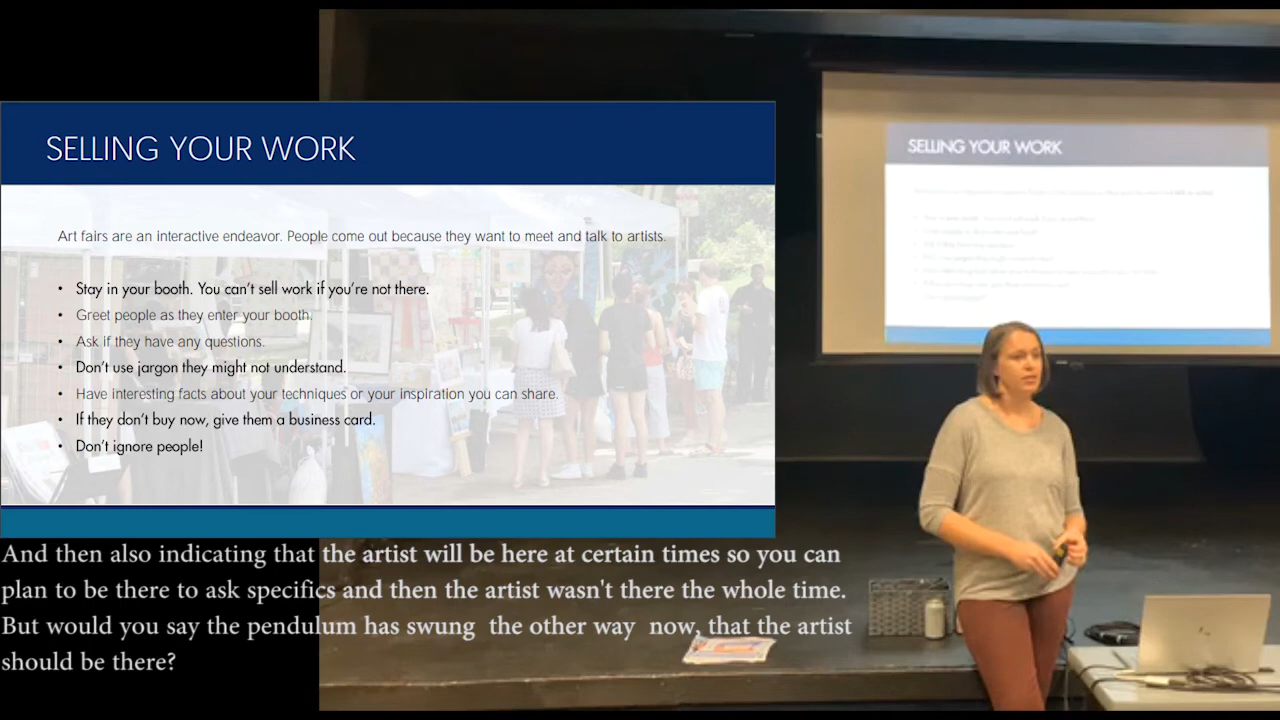 SELLING YOUR WORK
Art fairs are an interactive endeavor. People come out because they want to meet and talk to artists.
• Stay in your booth. You can't sell work if you're not there.
• Greet people as they enter your booth.
• Ask if they have any questions.
• Don't use jargon they might not understand.
• Have interesting facts about your techniques or your inspiration you can share.
• If they don't buy now, give them a business card.
• Don't ignore people!
SELLING YOUR WORK
And then also indicating that the artist will be here at certain times so you can
plan to be there to ask specifics and then the artist wasn't there the whole time.
But would you say the pendulum has swung the other way now, that the artist
should be there?